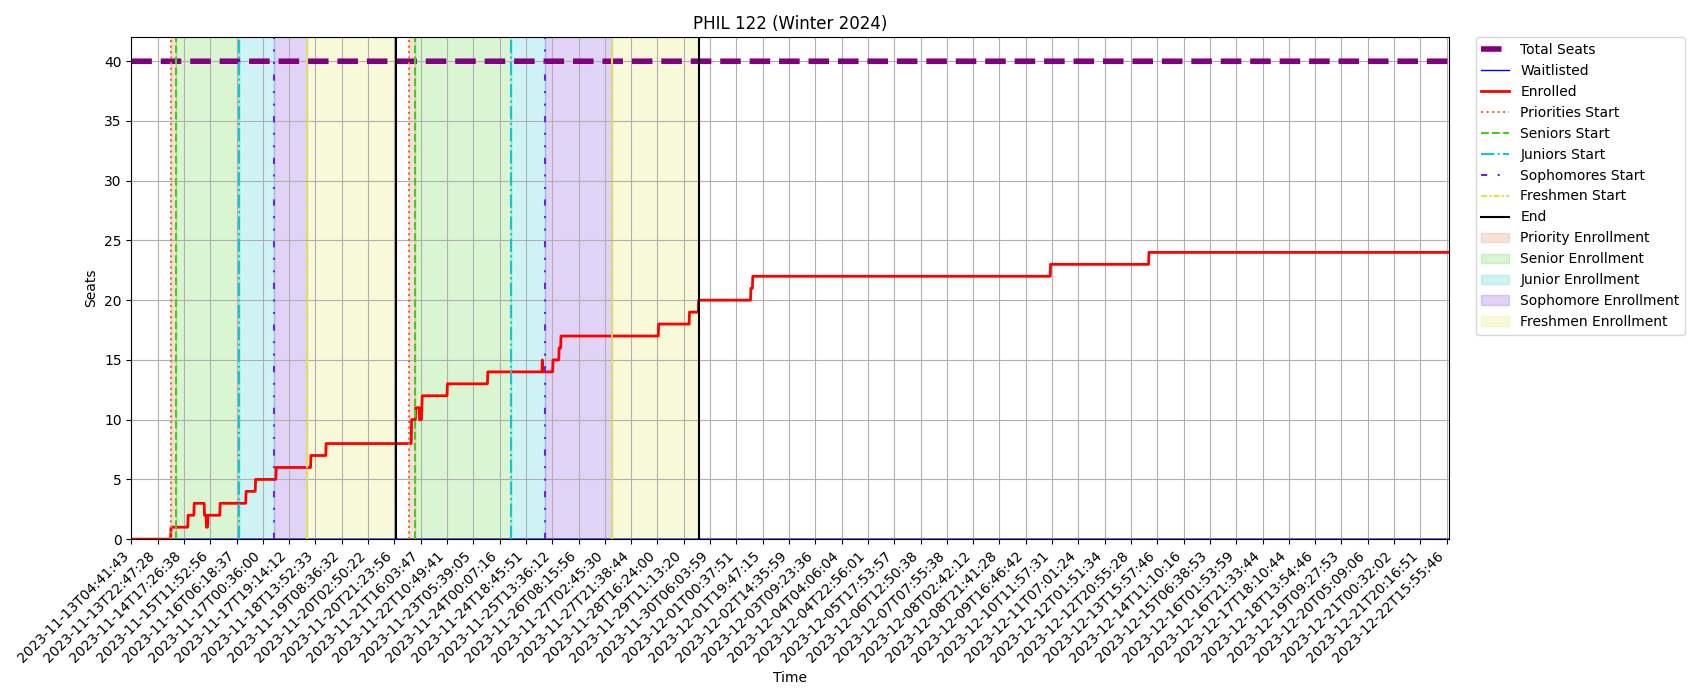 PHIL 122 (Winter 2024)
Seats
40
35
30
25
20
15
10
5
0
2023-11-13T04:41:43
2023-11-13T22:47:28
2023-11-14T17:26:38
2023-11-15T11:52:56
2023-11-16T06:18:37
2023-11-17T00:36:00
2023-11-17T19:14:12
2023-11-18T13:52:33
2023-11-19T08:36:32
2023-11-20T02:50:22
2023-11-20T21:23:56
2023-11-21T16:03:47
2023-11-22T10:49:41
2023-11-23T05:39:05
2023-11-24T00:07:16
2023-11-24T18:45:51
2023-11-25T13:36:12
2023-11-26T08:15:56
2023-11-27T02:45:30
2023-11-27T21:38:44
2023-11-28T16:24:00
2023-11-29T11:13:20
2023-11-30T06:03:59
2023-12-01T00:37:51
2023-12-01T19:47:15
2023-12-02T14:35:59
2023-12-03T09:23:36
2023-12-04T04:06:04
2023-12-04T22:56:01
2023-12-05T17:53:57
2023-12-06T12:50:38
2023-12-07T07:55:38
2023-12-08T02:42:12
2023-12-08T21:41:28
2023-12-09T16:46:42
2023-12-10T11:57:31
2023-12-11T07:01:24
2023-12-12T01:51:34
2023-12-12T20:55:28
2023-12-13T15:57:46
2023-12-14T11:10:16
2023-12-15T06:38:53
2023-12-16T01:53:59
2023-12-16T21:33:44
2023-12-17T18:10:44
2023-12-18T13:54:46
2023-12-19T09:27:53
2023-12-20T05:09:06
2023-12-21T00:32:02
2023-12-21T20:16:51
2023-12-22T15:55:46
Time
Total Seats
Waitlisted
Enrolled
Priorities Start
Seniors Start
Juniors Start
Sophomores Start
Freshmen Start
End
Priority Enrollment
Senior Enrollment
Junior Enrollment
Sophomore Enrollment
Freshmen Enrollment